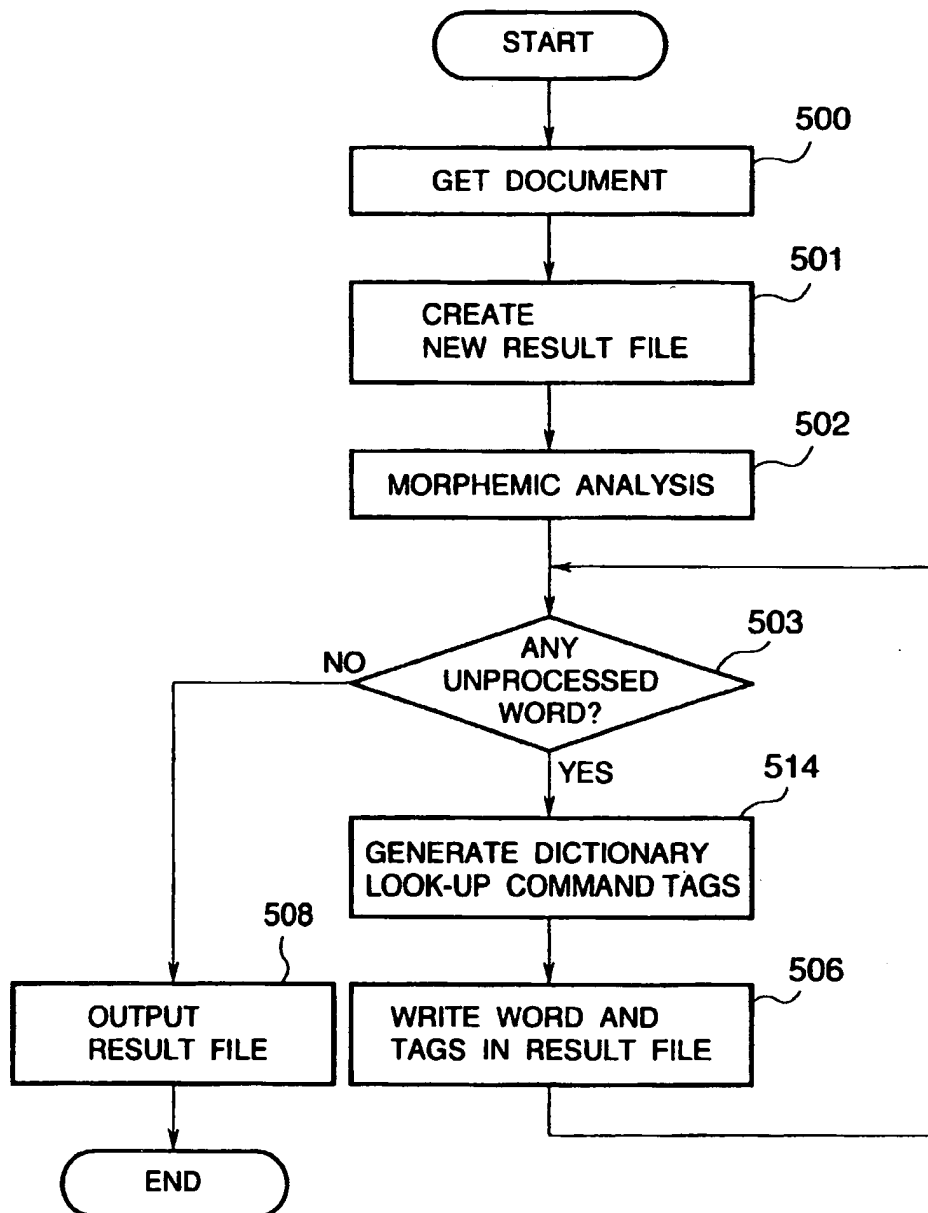 START
500
GET DOCUMENT
501
CREATE
NEW RESULT FILE
502
MORPHEMIC ANALYSIS
503
ANY
UNPROCESSED
WORD?
NO
YES
514
GENERATE DICTIONARY
LOOK-UP COMMAND TAGS
508
OUTPUT
RESULT FILE
506
WRITE WORD AND
TAGS IN RESULT FILE
END